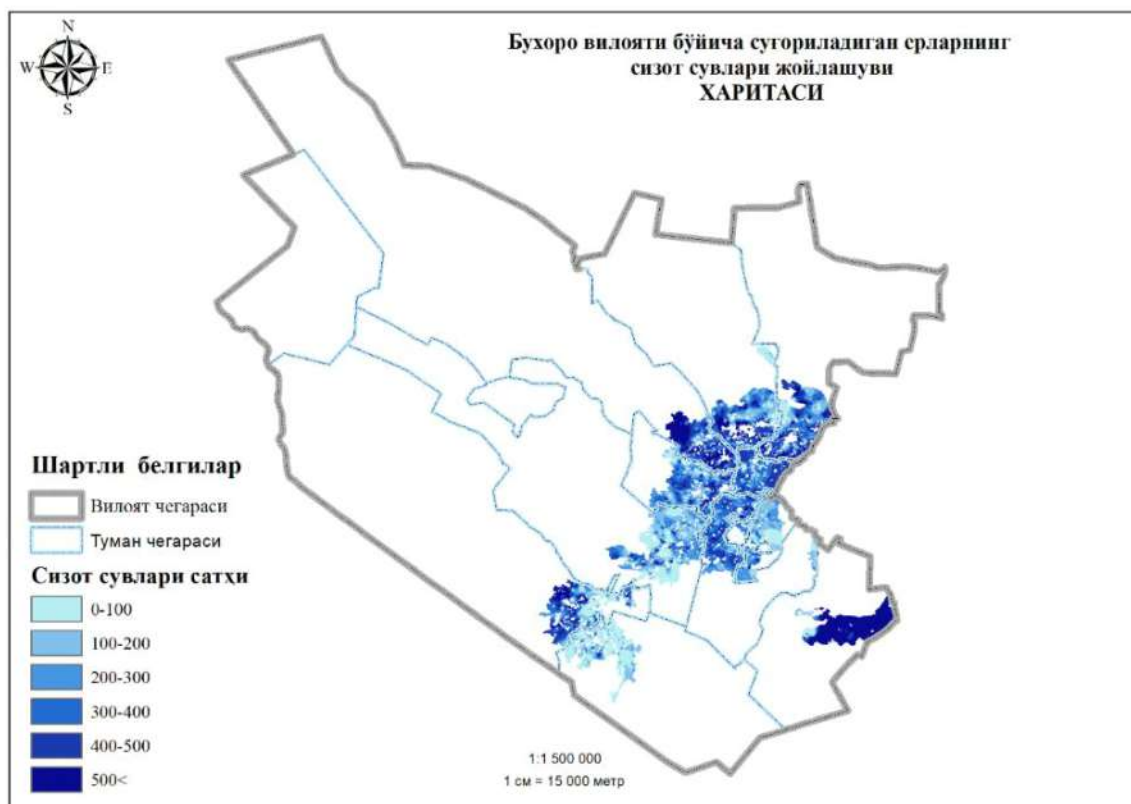 N
W E
S
Бухоро вилояти бўйича суғориладиган ерларнинг
сизот сувлари жойлашуви
ХАРИТАСИ
Шартли белгилар
Вилоят чегараси
Туман чегараси
Сизот сувлари сатҳи
0-100
100-200
200-300
300-400
400-500
500<
1:1 500 000
1 см = 15 000 метр